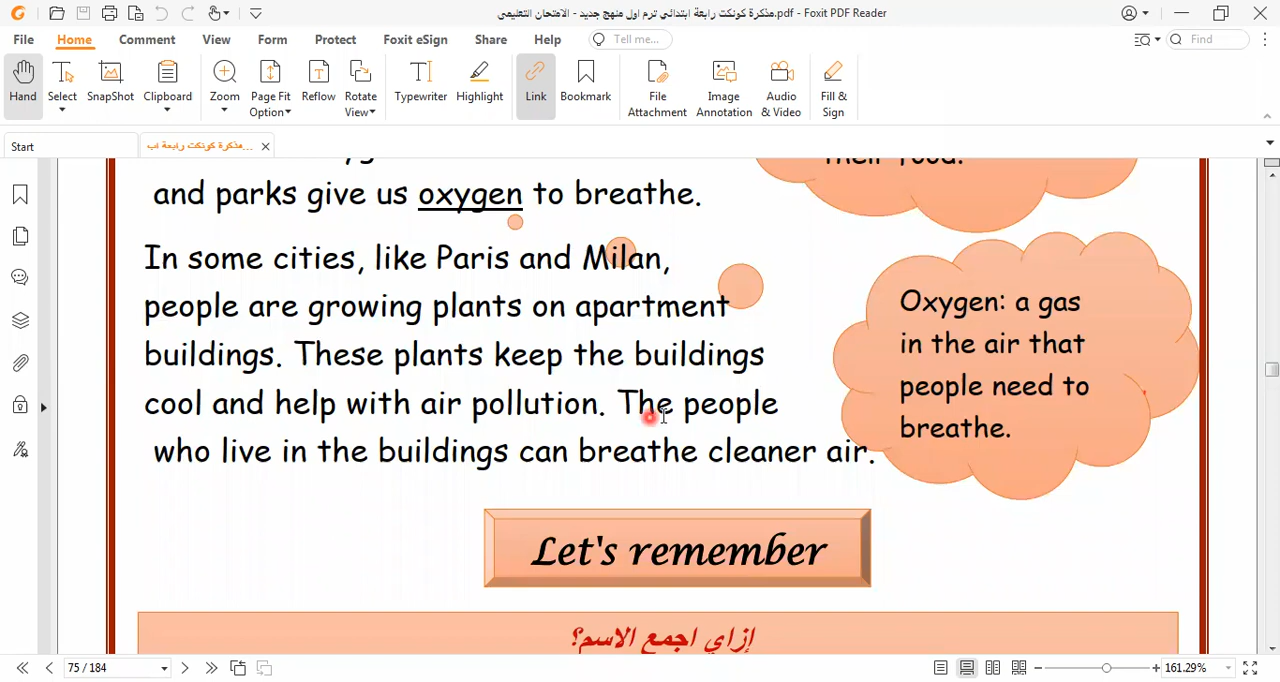 مذكرة كونكت رابعة ابتدائي ترم اول منهج جديد - الامتحان التعليمى.pdf - Foxit PDF Reader
File Home Comment View Form Protect Foxit eSign Share Help Tell me... Find
Hand Select SnapShot Clipboard Zoom Page Fit Option Reflow Rotate View Typewriter Highlight Link Bookmark File Attachment Image Annotation Audio & Video Fill & Sign
Start
مذكرة كونكت رابعة اب...
and parks give us oxygen to breathe.
In some cities, like Paris and Milan,
people are growing plants on apartment
buildings. These plants keep the buildings
cool and help with air pollution. The people
who live in the buildings can breathe cleaner air.
their food.
Oxygen: a gas
in the air that
people need to
breathe.
Let's remember
إزاي اجمع الاسم؟
75 / 184
161.29%